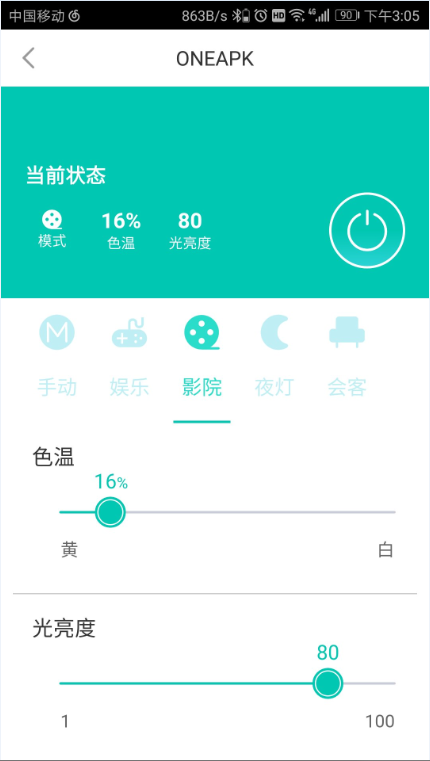 中国移动 863B/s HD 4G 90 下午3:05
ONEAPK
当前状态
16% 80
模式 色温 光亮度
M
手动 娱乐 影院 夜灯 会客
色温
16%
黄 白
光亮度
80
1 100